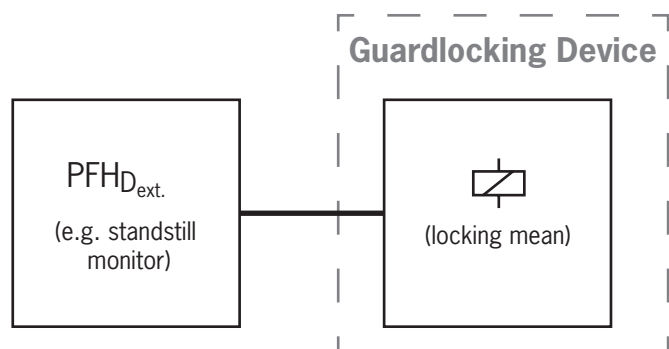 Guardlocking Device
PFHDext.
(e.g. standstill
monitor)
(locking mean)